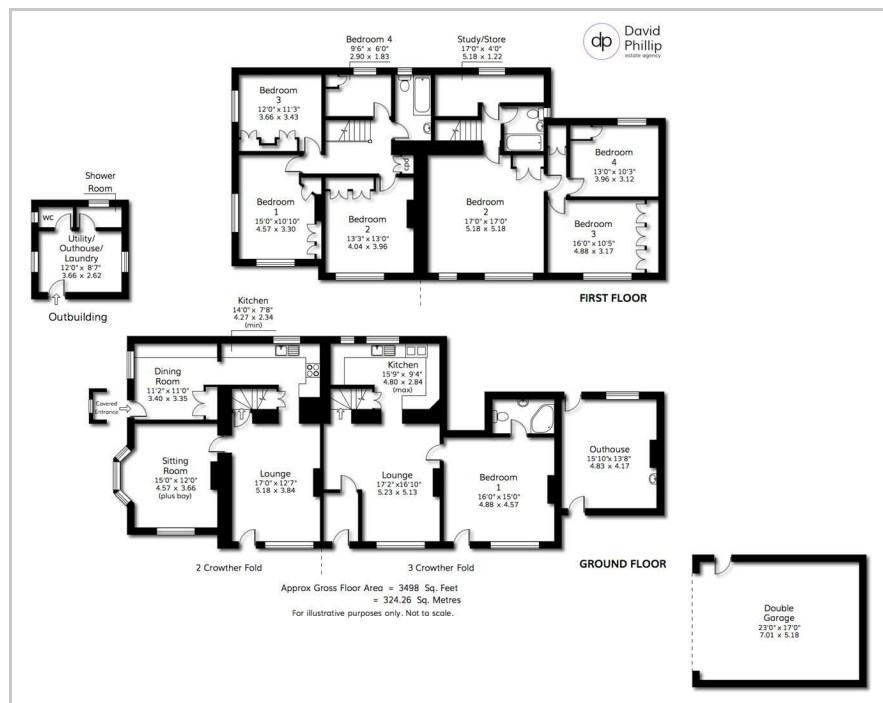 dp
David
Phillip
estate agency
Bedroom 4
9'6" x 6'0"
2.90 x 1.83
Study/Store
17'0" x 4'0"
5.18 x 1.22
Bedroom
3
12'0" x 11'3"
3.66 x 3.43
Bedroom
4
13'0" x 10'3"
3.96 x 3.12
cpd
Bedroom
1
15'0" x10'10"
4.57 x 3.30
Bedroom
2
13'3" x 13'0"
4.04 x 3.96
Bedroom
2
17'0" x 17'0"
5.18 x 5.18
Bedroom
3
16'0" x 10'5"
4.88 x 3.17
FIRST FLOOR
Shower
Room
WC
Utility/
Outhouse/
Laundry
12'0" x 8'7"
3.66 x 2.62
Outbuilding
Kitchen
14'0" x 7'8"
4.27 x 2.34
(min)
Kitchen
15'9" x 9'4"
4.80 x 2.84
(max)
Dining
Room
11'2" x 11'0"
3.40 x 3.35
Covered
Entrance
Sitting
Room
15'0" x 12'0"
4.57 x 3.66
(plus bay)
Lounge
17'0" x 12'7"
5.18 x 3.84
Lounge
17'2"x16'10"
5.23 x 5.13
Bedroom
1
16'0" x 15'0"
4.88 x 4.57
Outhouse
15'10"x 13'8"
4.83 x 4.17
GROUND FLOOR
2 Crowther Fold
3 Crowther Fold
Approx Gross Floor Area = 3498 Sq. Feet
= 324.26 Sq. Metres
For illustrative purposes only. Not to scale.
Double
Garage
23'0" x 17'0"
7.01 x 5.18